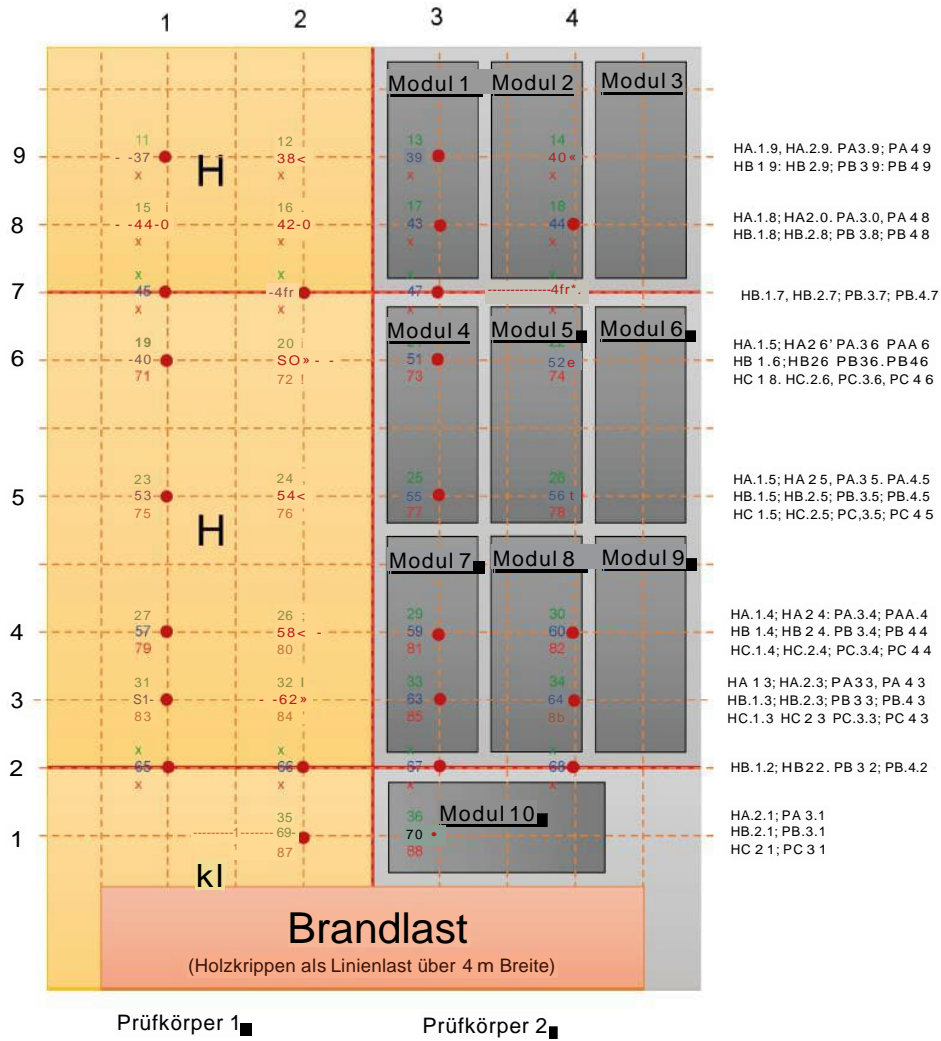 1 2 3 4
Modul 1 Modul 2 Modul 3
11 12 13 14
9 - -37 H 38< 39 40 « HA.1.9, HA.2.9. PA3.9; PA 4 9
x x x x HB 1 9: HB 2.9; PB 3 9: PB 4 9
15 16 17 18
8 --44-0 42-0 43 44 HA.1.8; HA2.0. PA.3.0, PA 4 8
x x x x HB.1.8; HB.2.8; PB 3.8; PB 4 8
x x x x
7 45 -4fr 47 -4fr*. HB.1.7, HB.2.7; PB.3.7; PB.4.7
x x
Modul 4 Modul 5 Modul 6
19 20 HA.1.5; HA2 6' PA.3 6 PAA 6
6 -40 SO» - - 51 52e HB 1.6; HB26 PB36. PB46
71 72 ! 73 74 HC 1 8. HC.2.6, PC.3.6, PC 4 6
23 24 25 26 HA.1.5; HA 2 5, PA.3 5. PA.4.5
5 53 54< 55 56 t HB.1.5; HB.2.5; PB.3.5; PB.4.5
75 H 76 77 78 HC 1.5; HC.2.5; PC,3.5; PC 4 5
Modul 7 Modul 8 Modul 9
27 26 29 30 HA.1.4; HA 2 4: PA.3.4; PAA.4
4 57 58< - 59 60 HB 1.4; HB 2 4. PB 3.4; PB 4 4
79 80 81 82 HC.1.4; HC.2.4; PC.3.4; PC 4 4
31 32 I 33 34 HA 1 3; HA.2.3; PA33, PA 4 3
3 S1- -62» 63 64 HB.1.3; HB.2.3; PB 3 3; PB.4 3
83 84 85 8b HC.1.3 HC 2 3 PC.3.3; PC 4 3
x x x x
2 65 66 67 68 HB.1.2; HB22. PB 3 2; PB.4.2
x x x x
35 36 Modul 10 HA.2.1; PA 3.1
1 1 69 70 HB.2.1; PB.3.1
87 88 HC 2 1; PC 3 1
kl
Brandlast
(Holzkrippen als Linienlast über 4 m Breite)
Prüfkörper 1 Prüfkörper 2